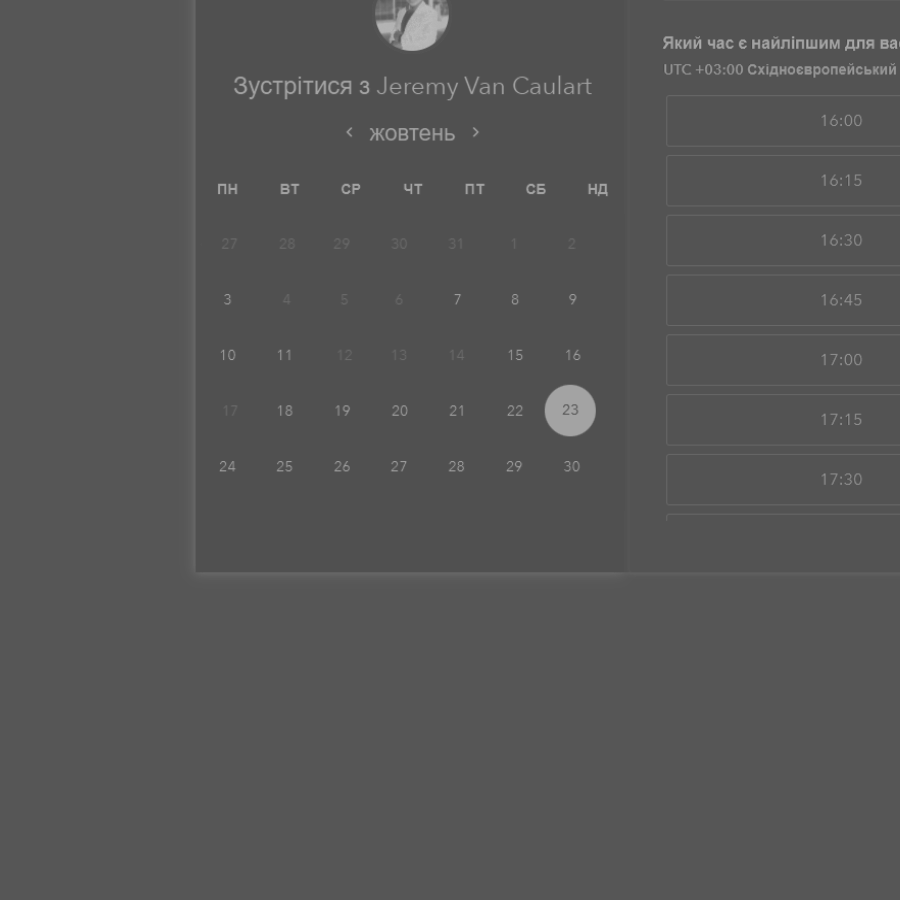 Зустрітися з Jeremy Van Caulart
жовтень
ПН ВТ СР ЧТ ПТ СБ НД
27 28 29 30 31 1 2
3 4 5 6 7 8 9
10 11 12 13 14 15 16
17 18 19 20 21 22 23
24 25 26 27 28 29 30
Який час є найліпшим для
UTC +03:00 Східноєвропейський
16:00
16:15
16:30
16:45
17:00
17:15
17:30